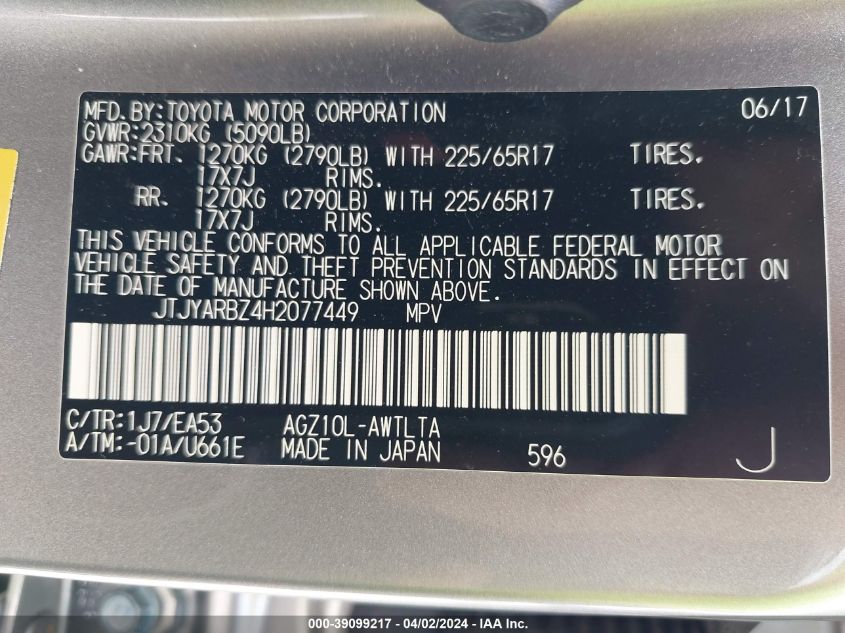 MFD. BY: TOYOTA MOTOR CORPORATION 06/17
GVWR: 2310KG (5090LB)
GAWR: FRT. 1270KG (2790LB) WITH 225/65R17 TIRES.
17X7J RIMS.
RR. 1270KG (2790LB) WITH 225/65R17 TIRES.
17X7J RIMS.
THIS VEHICLE CONFORMS TO ALL APPLICABLE FEDERAL MOTOR
VEHICLE SAFETY AND THEFT PREVENTION STANDARDS IN EFFECT ON
THE DATE OF MANUFACTURE SHOWN ABOVE.
JTJYARBZ4H2077449 MPV
C/TR: 1J7/EA53 AGZ10L-AWTLTA
A/TM: -01A/U661E MADE IN JAPAN 596 J
000-39099217 - 04/02/2024 - IAA Inc.